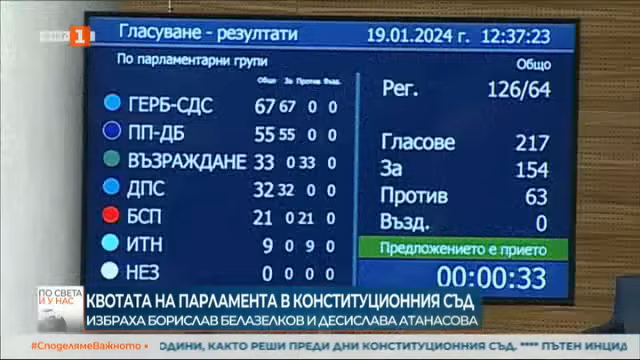 БНТ 1
Гласуване - резултати 19.01.2024 г. 12:37:23
По парламентарни групи
Общо За Против Възд.
ГЕРБ-СДС 67 67 0 0
ПП-ДБ 55 55 0 0
ВЪЗРАЖДАНЕ 33 0 33 0
ДПС 32 32 0 0
БСП 21 0 21 0
ИТН 9 0 9 0
НЕЗ 0 0 0 0
Общо
Рег. 126/64
Гласове 217
За 154
Против 63
Възд. 0
Предложението е прието
00:00:33
ПО СВЕТА
И У НАС
КВОТАТА НА ПАРЛАМЕНТА В КОНСТИТУЦИОННИЯ СЪД
ИЗБРАХА БОРИСЛАВ БЕЛАЗЕЛКОВ И ДЕСИСЛАВА АТАНАСОВА
#СподелямеВажното ОДИНИ, КАКТО РЕШИ ПРЕДИ ДНИ КОНСТИТУЦИОННИЯ СЪД. **** ПЪТЕН ИНЦИД